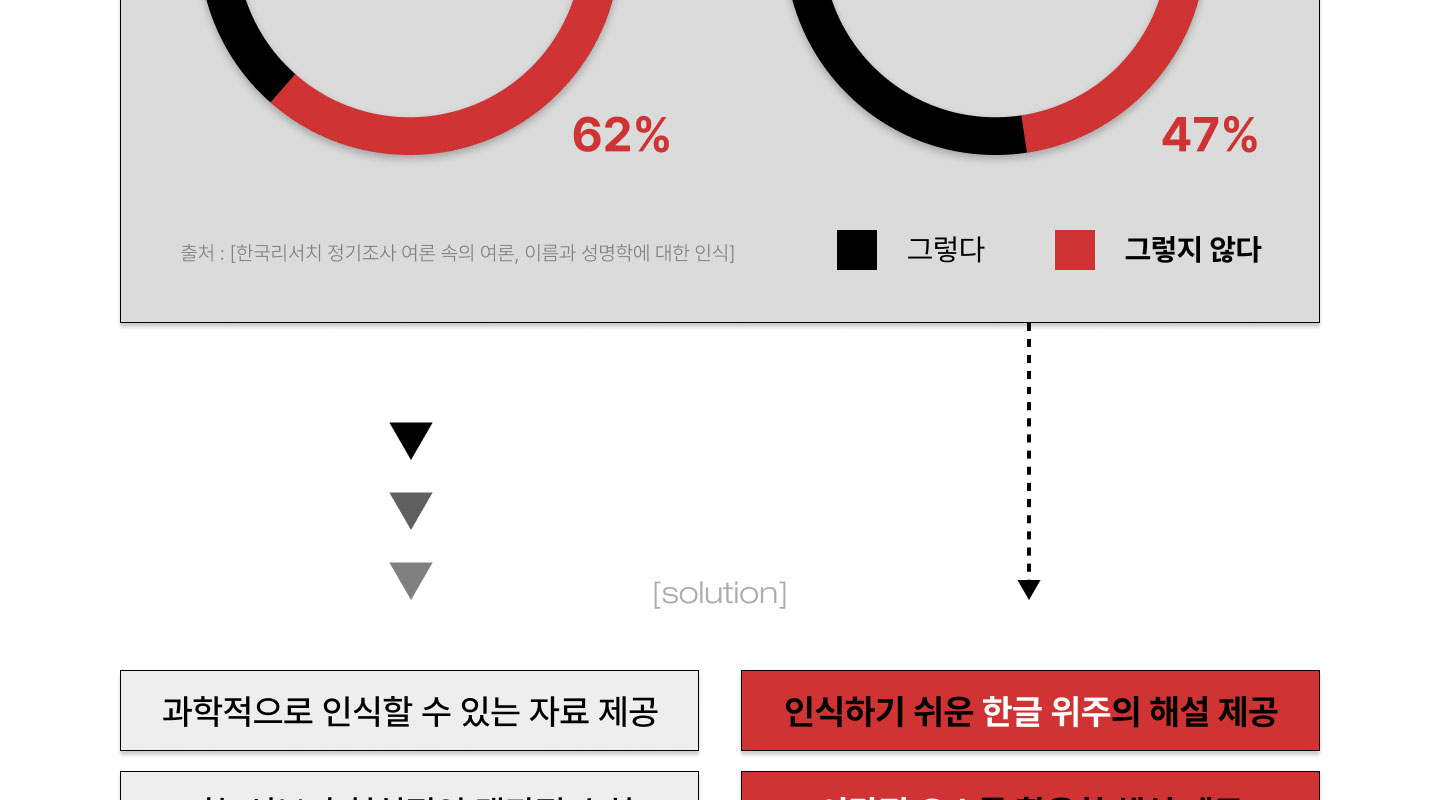 62%
47%
출처 : [한국리서치 정기조사 여론 속의 여론, 이름과 성명학에 대한 인식]
그렇다
그렇지 않다
[solution]
과학적으로 인식할 수 있는 자료 제공
인식하기 쉬운 한글 위주의 해설 제공